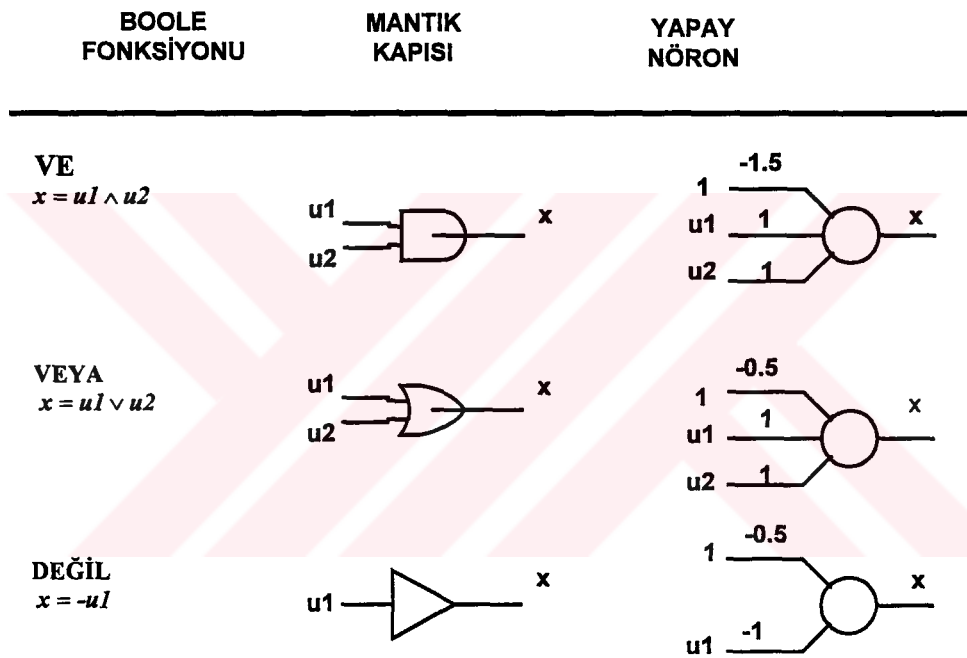 BOOLE FONKSİYONU
MANTIK KAPISI
YAPAY NÖRON
VE
x = u1 ∧ u2
u1
u2
x
-1.5
1
u1 1
u2 1
x
VEYA
x = u1 ∨ u2
u1
u2
x
-0.5
1
u1 1
u2 1
x
DEĞİL
x = -u1
u1
x
-0.5
1
u1 -1
x